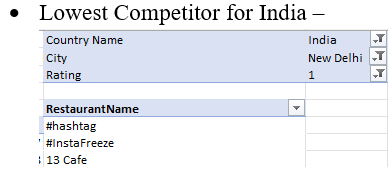 • Lowest Competitor for India –
Country Name India
City New Delhi
Rating 1
RestaurantName
#hashtag
#InstaFreeze
13 Cafe